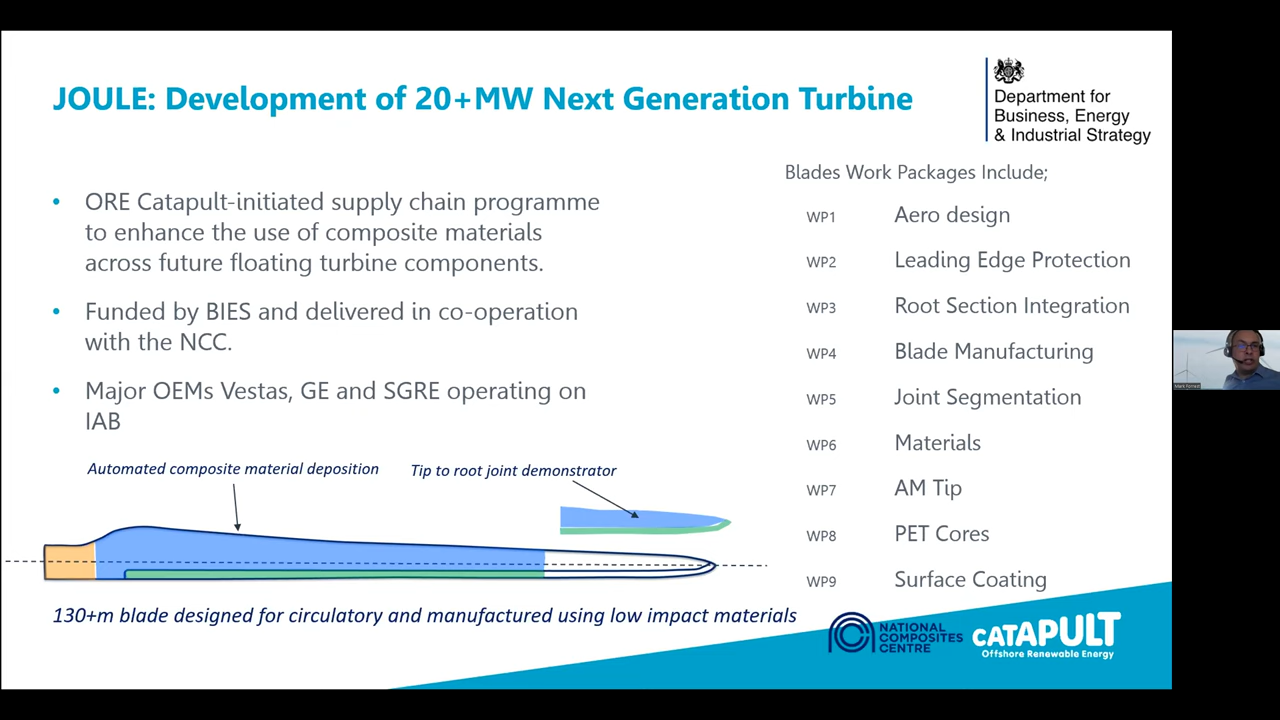 JOULE: Development of 20+MW Next Generation Turbine
Department for
Business, Energy
& Industrial Strategy
• ORE Catapult-initiated supply chain programme
to enhance the use of composite materials
across future floating turbine components.
• Funded by BIES and delivered in co-operation
with the NCC.
• Major OEMs Vestas, GE and SGRE operating on
IAB
Blades Work Packages Include;
WP1 Aero design
WP2 Leading Edge Protection
WP3 Root Section Integration
WP4 Blade Manufacturing
WP5 Joint Segmentation
WP6 Materials
WP7 AM Tip
WP8 PET Cores
WP9 Surface Coating
Automated composite material deposition
Tip to root joint demonstrator
130+m blade designed for circulatory and manufactured using low impact materials
NATIONAL
COMPOSITES
CENTRE
CATAPULT
Offshore Renewable Energy
Mark Forrest